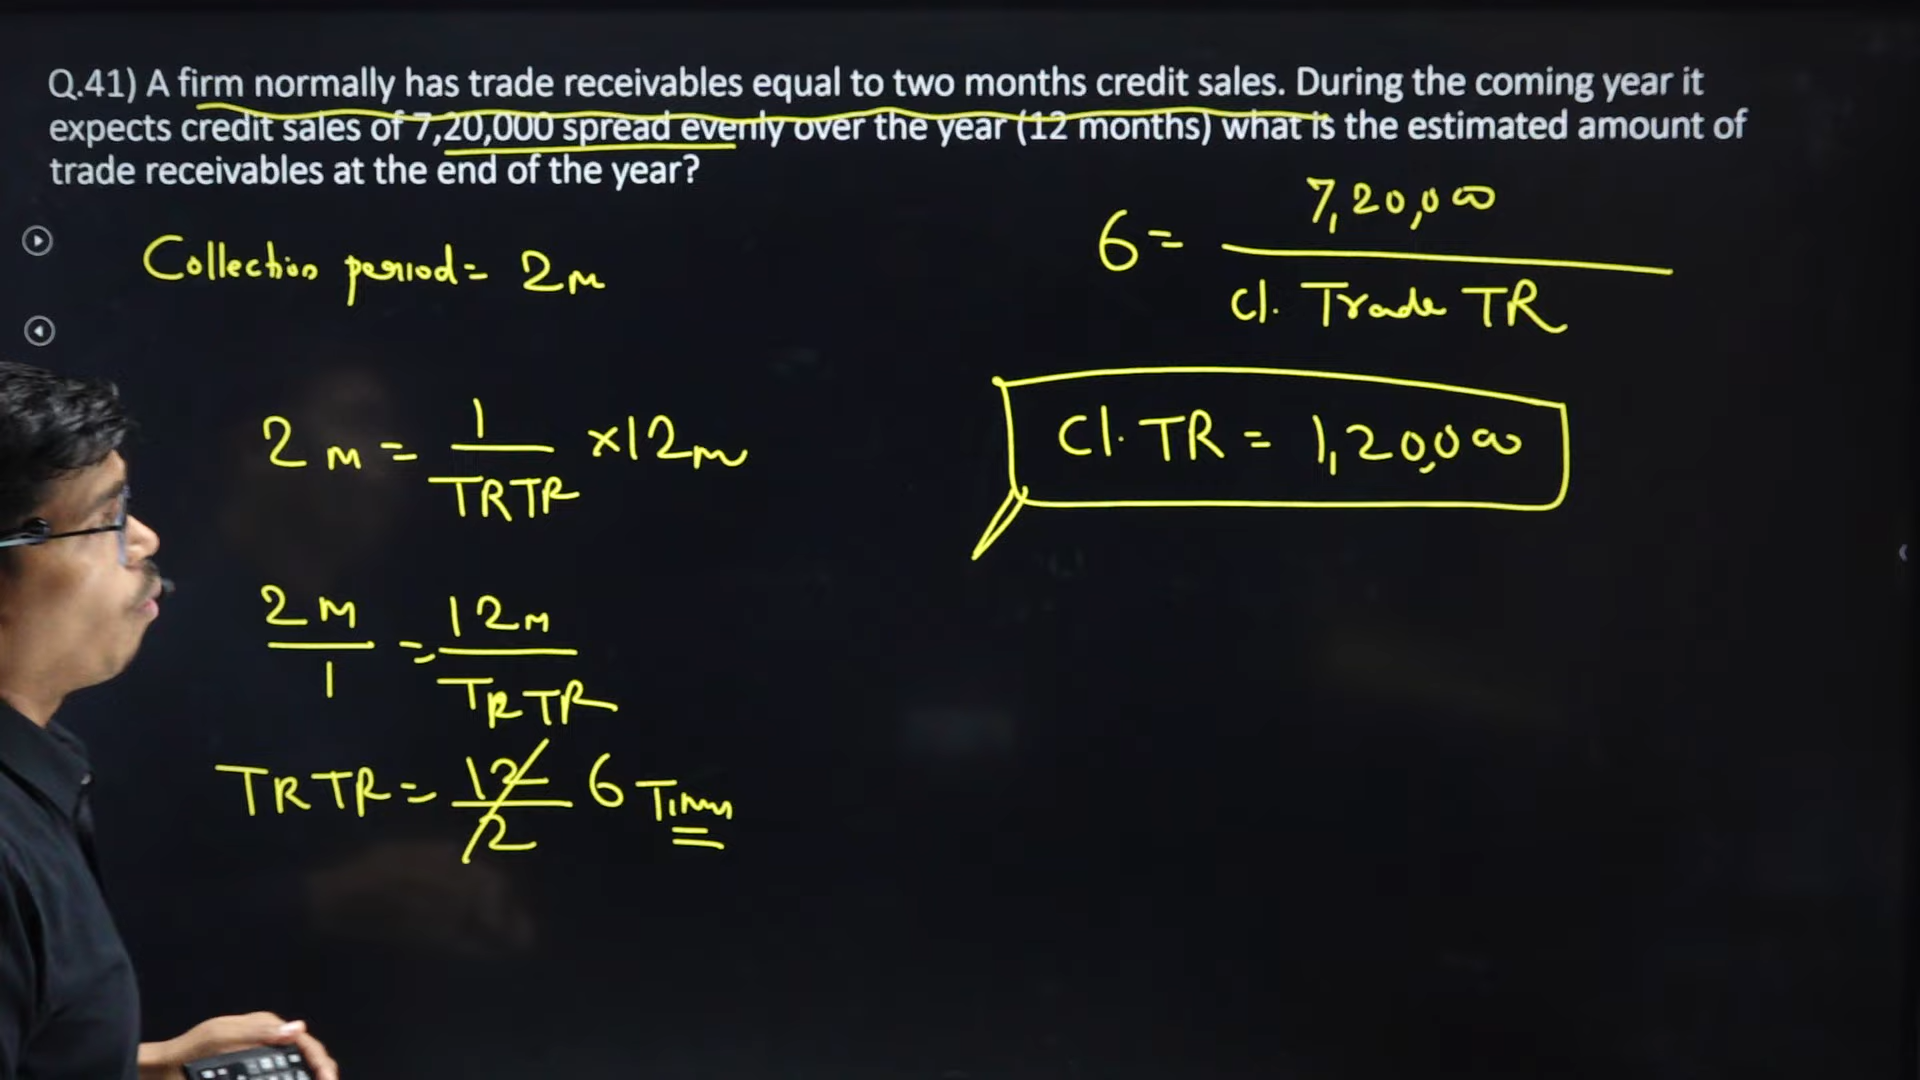 Q.41) A firm normally has trade receivables equal to two months credit sales. During the coming year it
expects credit sales of 7,20,000 spread evenly over the year (12 months) what is the estimated amount of
trade receivables at the end of the year?
Collection period = 2m
2m = 1/TRTR ×12m
2M/1 = 12m/TRTR
TRTR = 12/2 6 Times
6 = 7,20,000/Cl. Trade TR
Cl. TR = 1,20,000